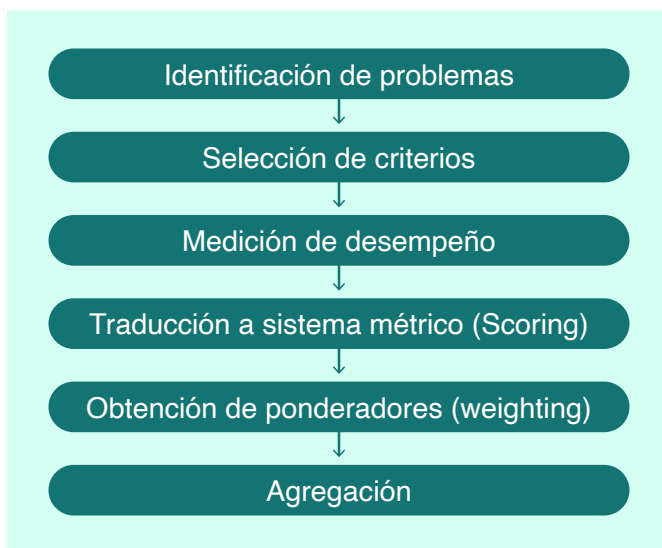 Identificación de problemas
Selección de criterios
Medición de desempeño
Traducción a sistema métrico (Scoring)
Obtención de ponderadores (weighting)
Agregación